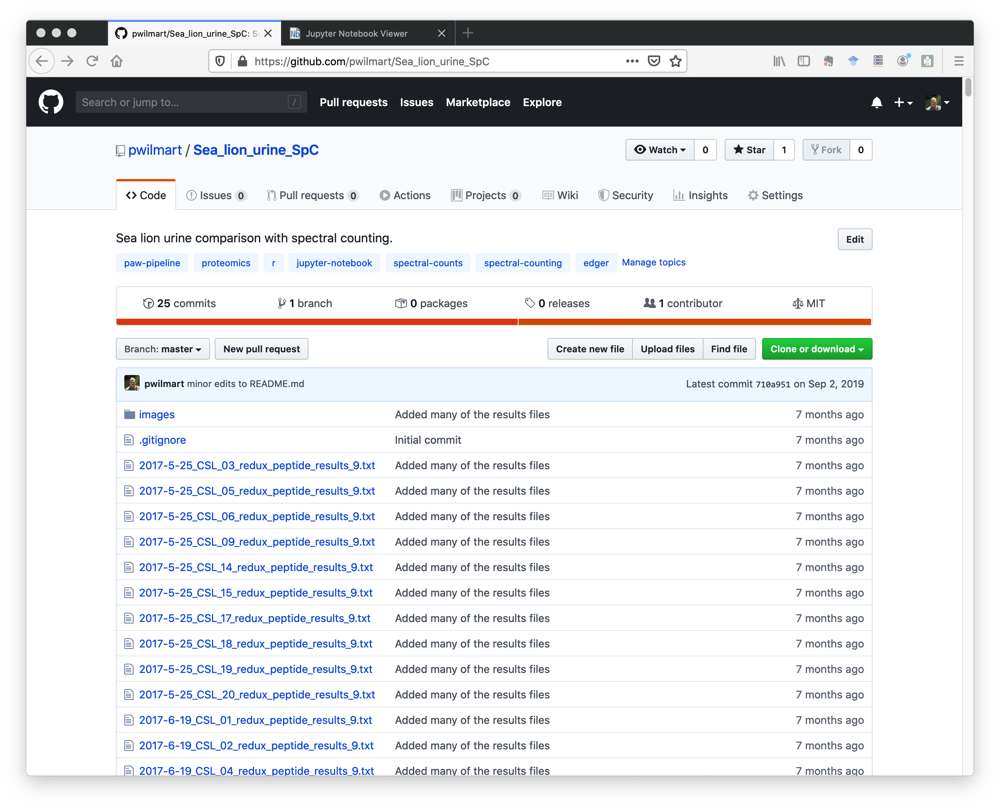 pwilmart/Sea_lion_urine_SpC: S
Jupyter Notebook Viewer
https://github.com/pwilmart/Sea_lion_urine_SpC
Search or jump to... /
Pull requests Issues Marketplace Explore
pwilmart / Sea_lion_urine_SpC
Watch 0 Star 1 Fork 0
Code Issues 0 Pull requests 0 Actions Projects 0 Wiki Security Insights Settings
Sea lion urine comparison with spectral counting.
Edit
paw-pipeline proteomics r jupyter-notebook spectral-counts spectral-counting edger Manage topics
25 commits 1 branch 0 packages 0 releases 1 contributor MIT
Branch: master New pull request Create new file Upload files Find file Clone or download
pwilmart minor edits to README.md Latest commit 710a951 on Sep 2, 2019
images Added many of the results files 7 months ago
.gitignore Initial commit 7 months ago
2017-5-25_CSL_03_redux_peptide_results_9.txt Added many of the results files 7 months ago
2017-5-25_CSL_05_redux_peptide_results_9.txt Added many of the results files 7 months ago
2017-5-25_CSL_06_redux_peptide_results_9.txt Added many of the results files 7 months ago
2017-5-25_CSL_09_redux_peptide_results_9.txt Added many of the results files 7 months ago
2017-5-25_CSL_14_redux_peptide_results_9.txt Added many of the results files 7 months ago
2017-5-25_CSL_15_redux_peptide_results_9.txt Added many of the results files 7 months ago
2017-5-25_CSL_17_redux_peptide_results_9.txt Added many of the results files 7 months ago
2017-5-25_CSL_18_redux_peptide_results_9.txt Added many of the results files 7 months ago
2017-5-25_CSL_19_redux_peptide_results_9.txt Added many of the results files 7 months ago
2017-5-25_CSL_20_redux_peptide_results_9.txt Added many of the results files 7 months ago
2017-6-19_CSL_01_redux_peptide_results_9.txt Added many of the results files 7 months ago
2017-6-19_CSL_02_redux_peptide_results_9.txt Added many of the results files 7 months ago
2017-6-19_CSL_04_redux_peptide_results_9.txt Added many of the results files 7 months ago